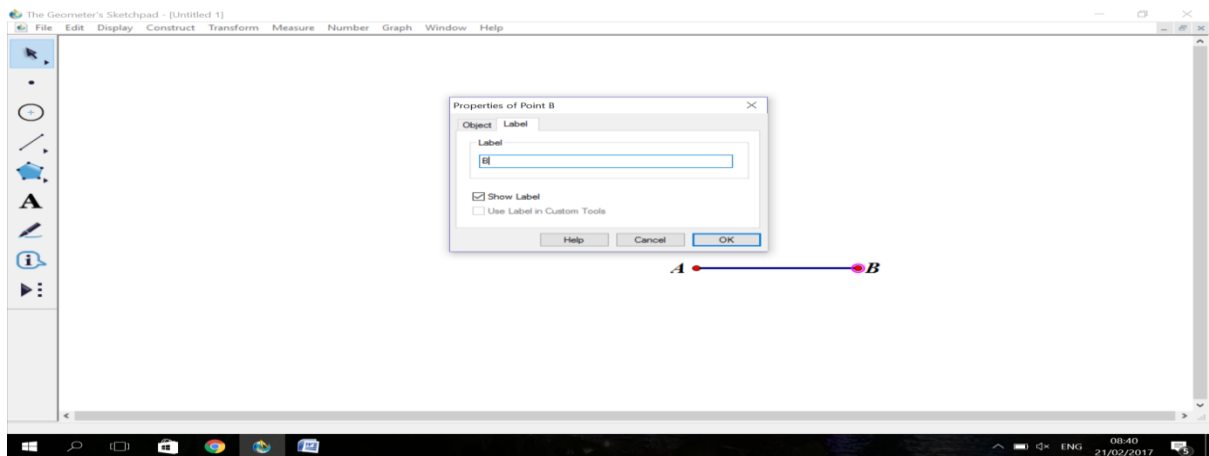 The Geometer's Sketchpad - [Untitled 1]
File Edit Display Construct Transform Measure Number Graph Window Help
Properties of Point B
Object Label
Label
B
Show Label
Use Label in Custom Tools
Help Cancel OK
A B
A
ENG 08:40
21/02/2017
5